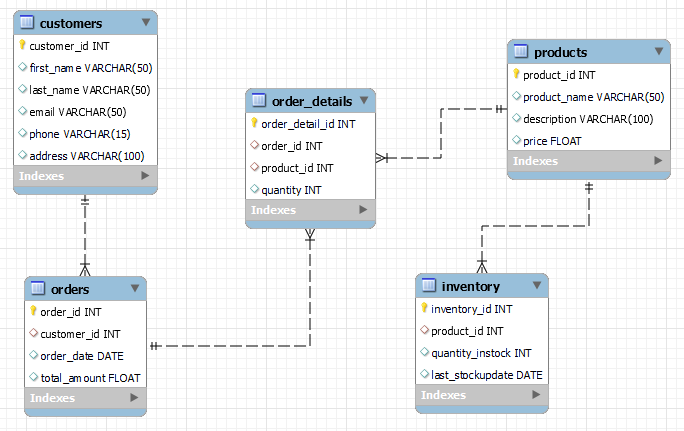 customers
customer_id INT
first_name VARCHAR(50)
last_name VARCHAR(50)
email VARCHAR(50)
phone VARCHAR(15)
address VARCHAR(100)
Indexes
order_details
order_detail_id INT
order_id INT
product_id INT
quantity INT
Indexes
products
product_id INT
product_name VARCHAR(50)
description VARCHAR(100)
price FLOAT
Indexes
orders
order_id INT
customer_id INT
order_date DATE
total_amount FLOAT
Indexes
inventory
inventory_id INT
product_id INT
quantity_instock INT
last_stockupdate DATE
Indexes